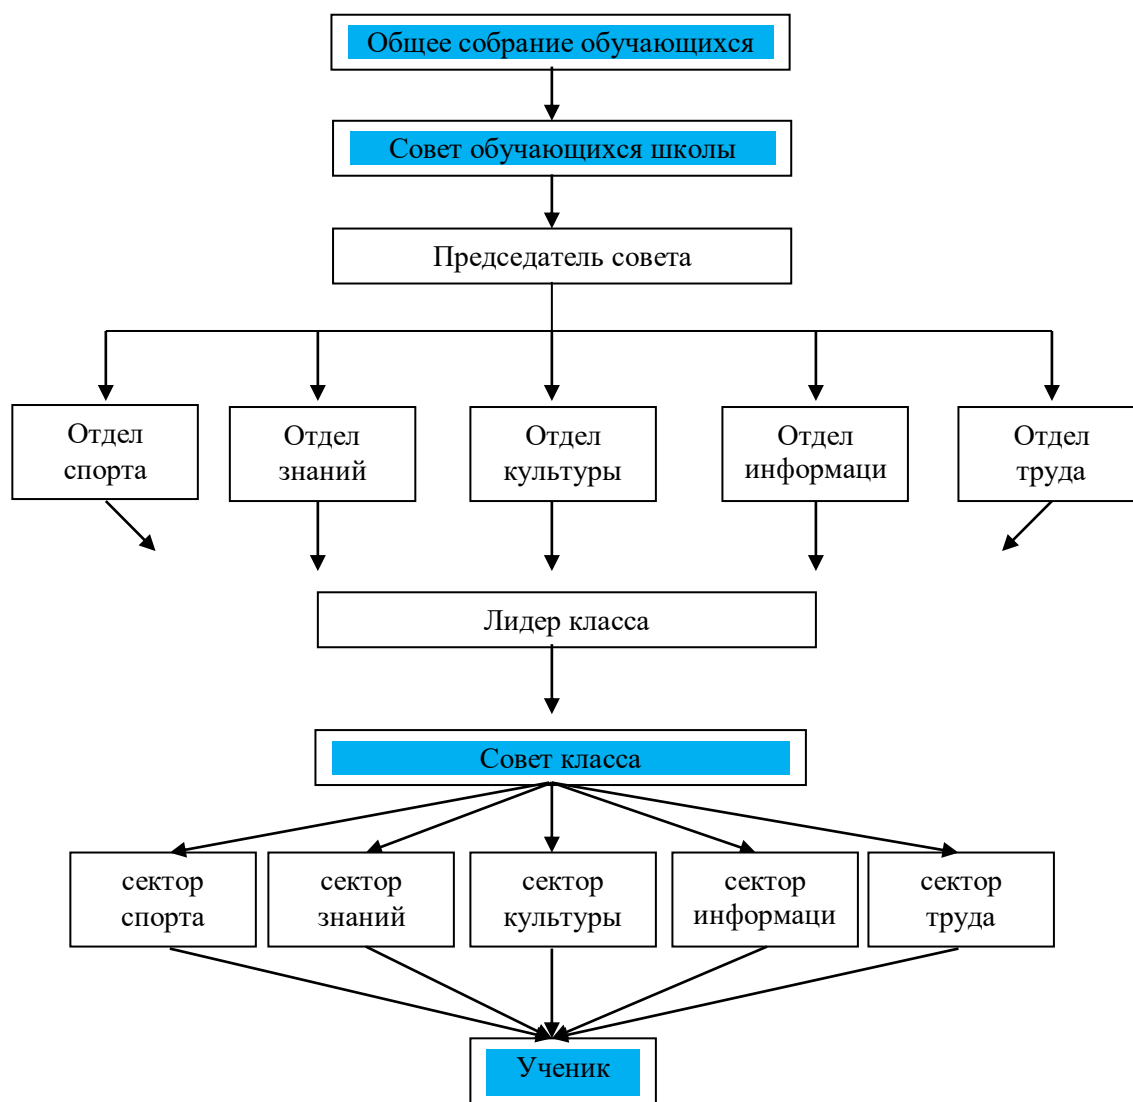 Общее собрание обучающихся
Совет обучающихся школы
Председатель совета
Отдел
спорта
Отдел
знаний
Отдел
культуры
Отдел
информаци
Отдел
труда
Лидер класса
Совет класса
сектор
спорта
сектор
знаний
сектор
культуры
сектор
информаци
сектор
труда
Ученик